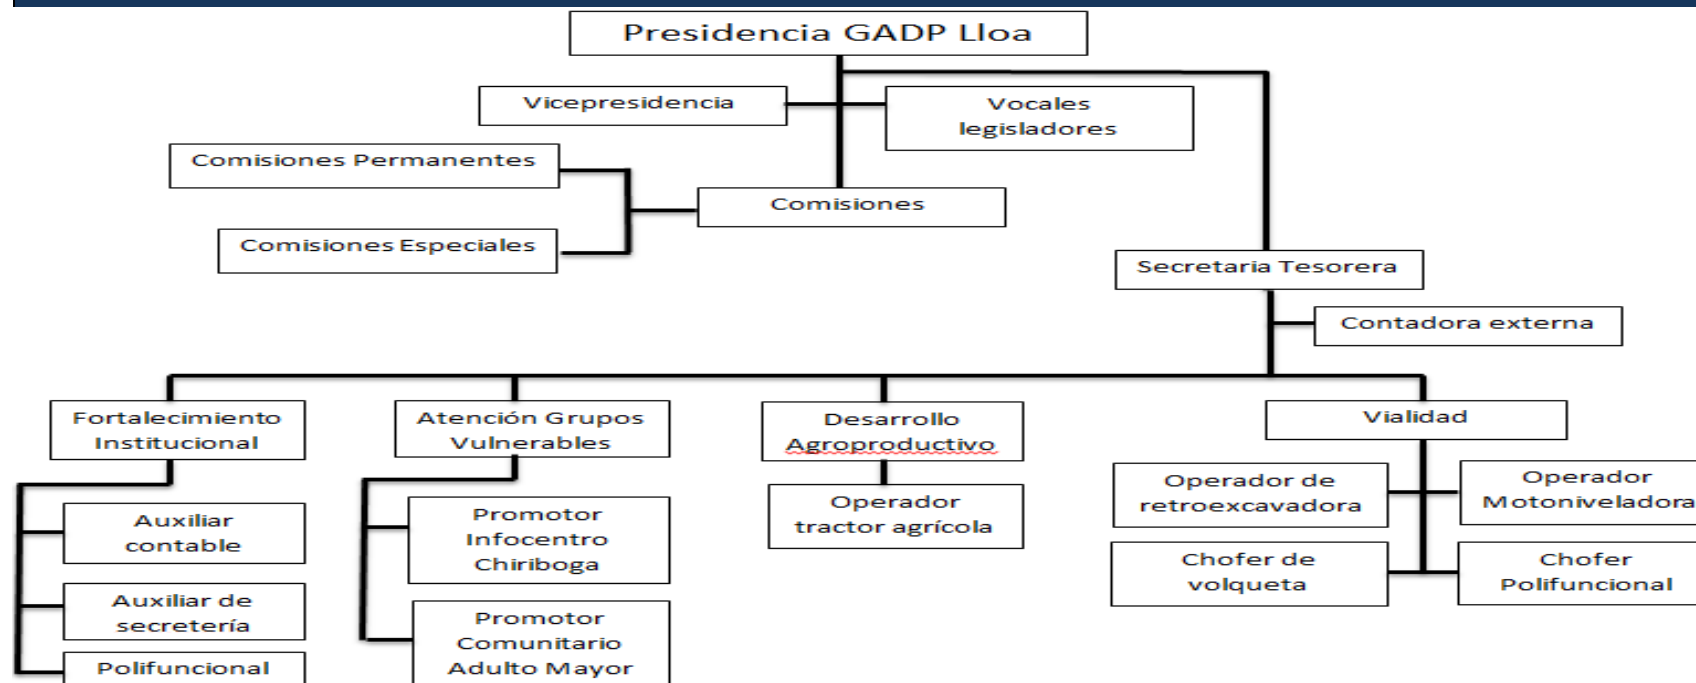 Presidencia GADP Lloa
Vicepresidencia
Vocales
legisladores
Comisiones Permanentes
Comisiones
Comisiones Especiales
Secretaria Tesorera
Contadora externa
Fortalecimiento
Institucional
Auxiliar
contable
Auxiliar de
secretería
Polifuncional
Atención Grupos
Vulnerables
Promotor
Infocentro
Chiriboga
Promotor
Comunitario
Adulto Mayor
Desarrollo
Agroproductivo
Operador
tractor agrícola
Vialidad
Operador de
retroexcavadora
Operador
Motoniveladora
Chofer de
volqueta
Chofer
Polifuncional